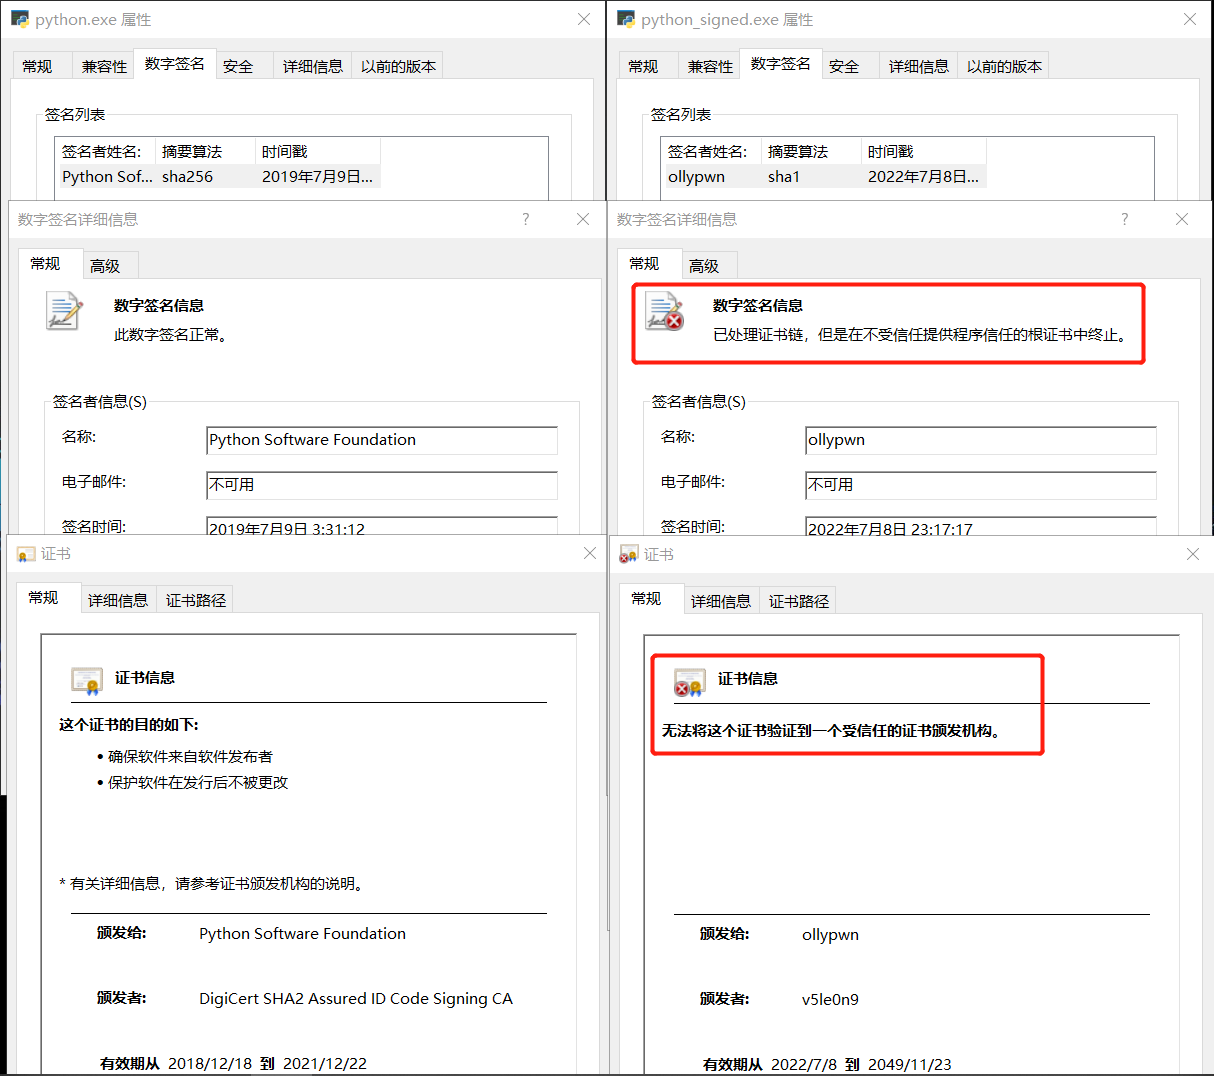 python.exe 属性
常规 兼容性 数字签名 安全 详细信息 以前的版本
签名列表
签名者姓名: 摘要算法 时间戳
Python Sof... sha256 2019年7月9日...
数字签名详细信息 ?
常规 高级
数字签名信息
此数字签名正常。
签名者信息(S)
名称: Python Software Foundation
电子邮件: 不可用
签名时间: 2019年7月9日 3:31:12
证书
常规 详细信息 证书路径
证书信息
这个证书的目的如下:
• 确保软件来自软件发布者
• 保护软件在发行后不被更改
* 有关详细信息，请参考证书颁发机构的说明。
颁发给: Python Software Foundation
颁发者: DigiCert SHA2 Assured ID Code Signing CA
有效期从 2018/12/18 到 2021/12/22
python_signed.exe 属性
常规 兼容性 数字签名 安全 详细信息 以前的版本
签名列表
签名者姓名: 摘要算法 时间戳
ollypwn sha1 2022年7月8日...
数字签名详细信息 ?
常规 高级
数字签名信息
已处理证书链，但是在不受信任提供程序信任的根证书中终止。
签名者信息(S)
名称: ollypwn
电子邮件: 不可用
签名时间: 2022年7月8日 23:17:17
证书
常规 详细信息 证书路径
证书信息
无法将这个证书验证到一个受信任的证书颁发机构。
颁发给: ollypwn
颁发者: v5le0n9
有效期从 2022/7/8 到 2049/11/23